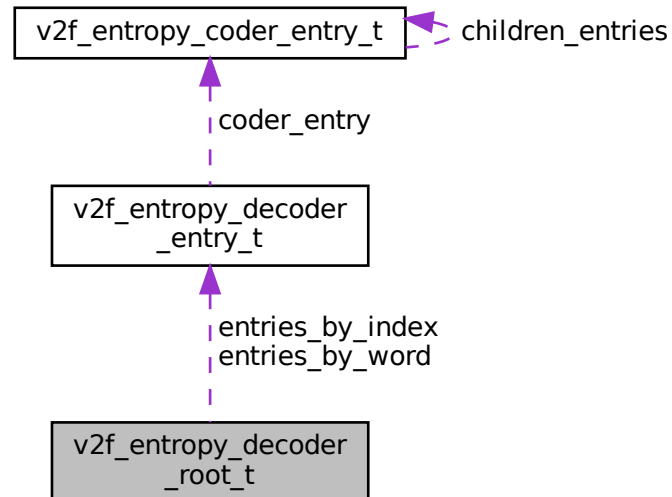 v2f_entropy_coder_entry_t
children_entries
coder_entry
v2f_entropy_decoder
_entry_t
entries_by_index
entries_by_word
v2f_entropy_decoder
_root_t